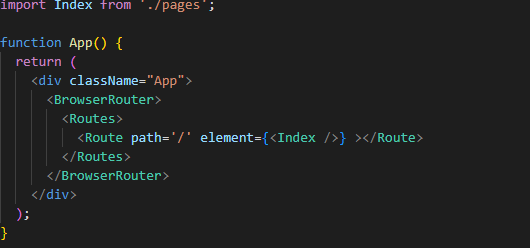 import Index from './pages';
function App() {
return (
<div className="App">
<BrowserRouter>
<Routes>
<Route path='/' element={<Index />} ></Route>
</Routes>
</BrowserRouter>
</div>
);
}